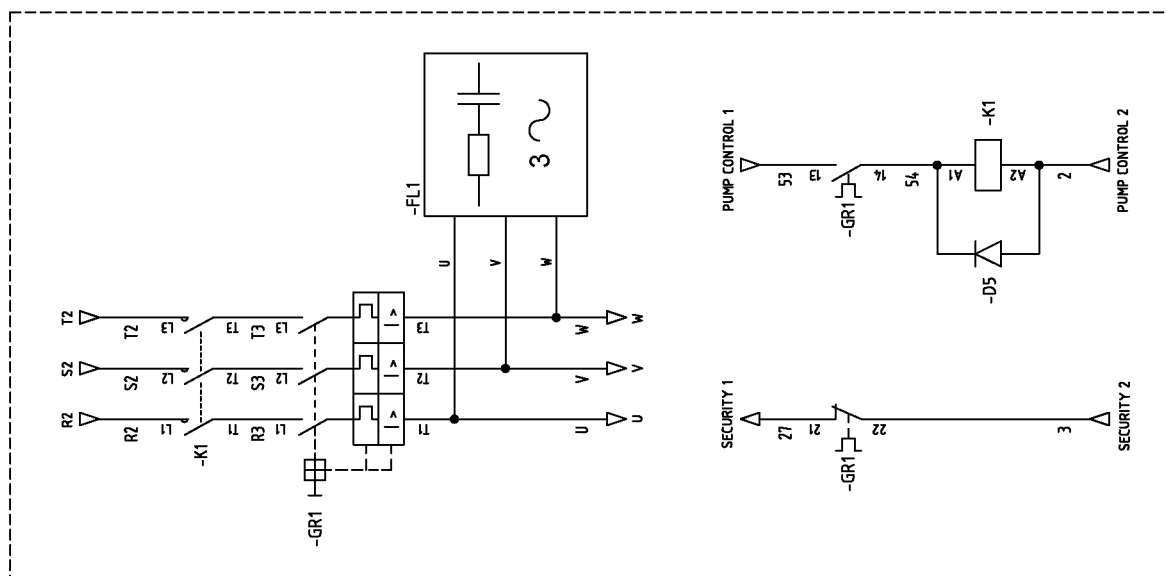 -FL1
3
U
V
W
T2
T2
L3
T3
T3
L3
T3
W
W
S2
S2
L2
T2
S3
L2
T2
V
V
R2
R2
L1
T1
R3
L1
T1
U
U
-K1
-GR1
PUMP CONTROL 1
53
13
-GR1
14
54
A1
-K1
A2
2
PUMP CONTROL 2
-D5
SECURITY 1
27
21
-GR1
22
3
SECURITY 2